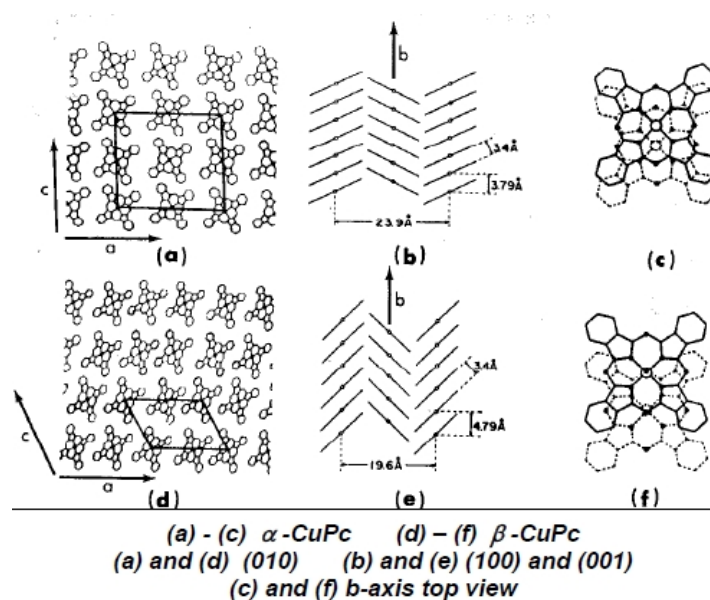 b
3.4Å
3.79Å
23.9Å
c
a
(a)
(b)
(c)
b
3.4Å
4.79Å
19.6Å
c
a
(d)
(e)
(f)
(a) - (c) α-CuPc (d) – (f) β-CuPc
(a) and (d) (010) (b) and (e) (100) and (001)
(c) and (f) b-axis top view